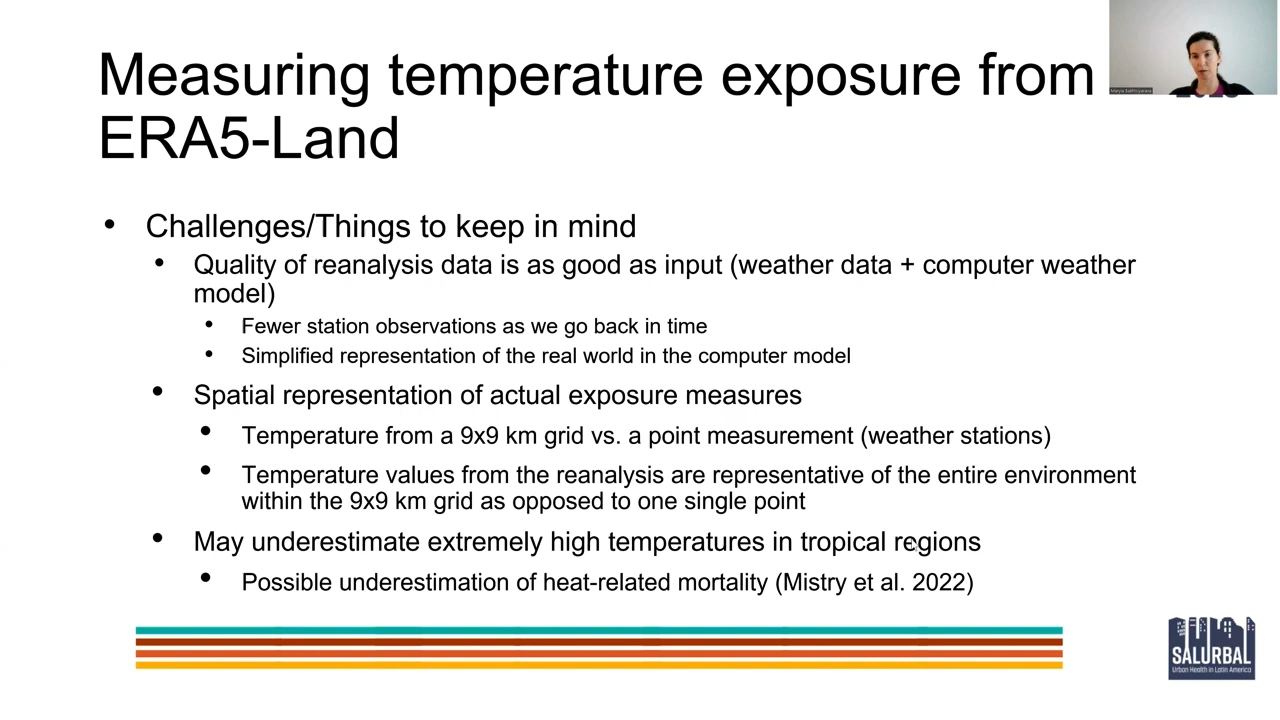 Measuring temperature exposure from
ERA5-Land
• Challenges/Things to keep in mind
• Quality of reanalysis data is as good as input (weather data + computer weather
model)
• Fewer station observations as we go back in time
• Simplified representation of the real world in the computer model
• Spatial representation of actual exposure measures
• Temperature from a 9x9 km grid vs. a point measurement (weather stations)
• Temperature values from the reanalysis are representative of the entire environment
within the 9x9 km grid as opposed to one single point
• May underestimate extremely high temperatures in tropical regions
• Possible underestimation of heat-related mortality (Mistry et al. 2022)
SALURBAL
Urban Health in Latin America